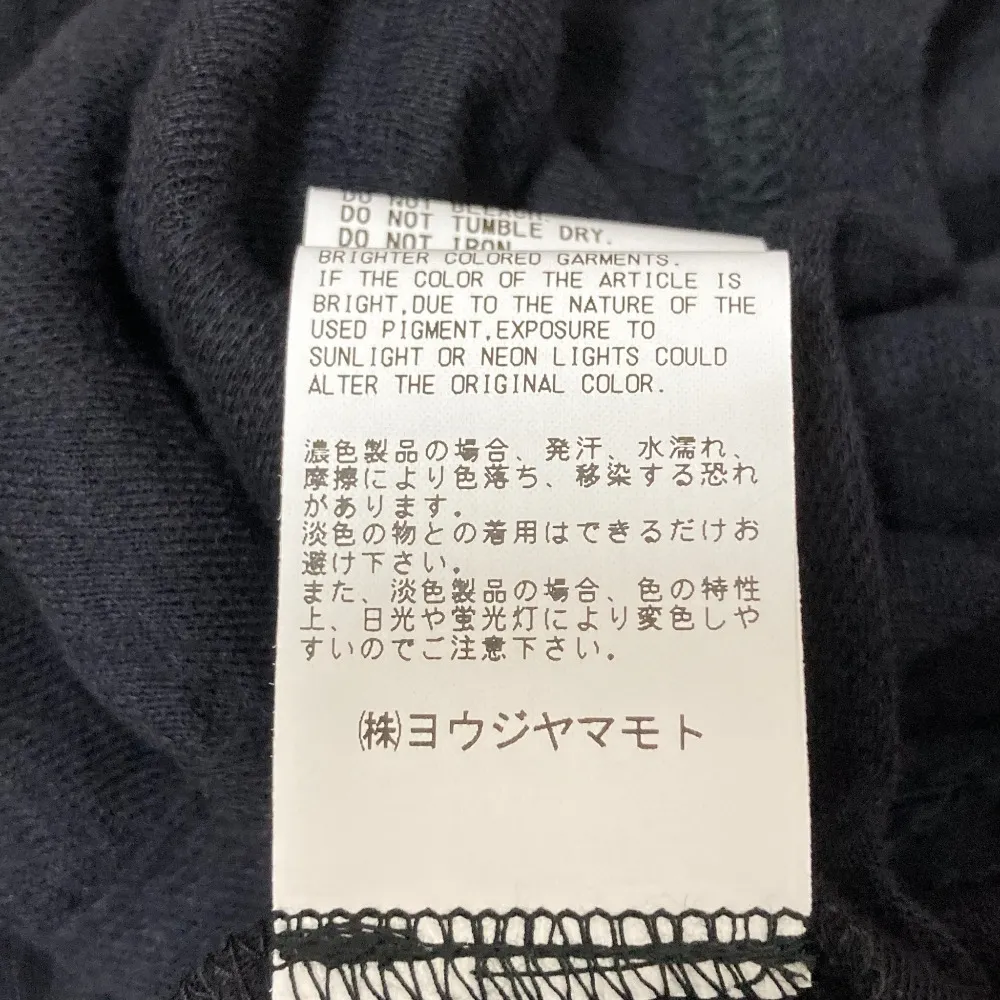 DO NOT BLEACH.
DO NOT TUMBLE DRY.
DO NOT IRON
BRIGHTER COLORED GARMENTS.
IF THE COLOR OF THE ARTICLE IS
BRIGHT,DUE TO THE NATURE OF THE
USED PIGMENT,EXPOSURE TO
SUNLIGHT OR NEON LIGHTS COULD
ALTER THE ORIGINAL COLOR.
濃色製品の場合、発汗、水濡れ、
摩擦により色落ち、移染する恐れ
があります。
淡色の物との着用はできるだけお
避け下さい。
また、淡色製品の場合、色の特性
上、日光や蛍光灯により変色しや
すいのでご注意下さい。
㈱ヨウジヤマモト